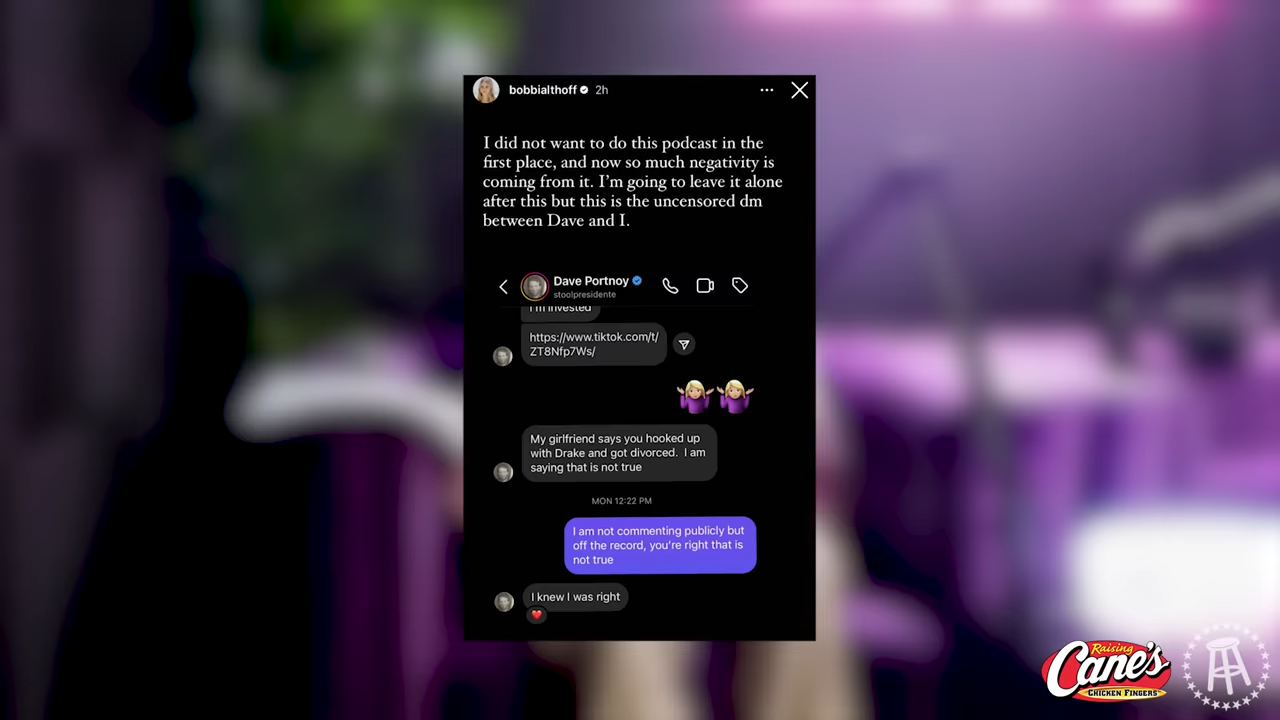 bobbialthoff 2h
I did not want to do this podcast in the
first place, and now so much negativity is
coming from it. I'm going to leave it alone
after this but this is the uncensored dm
between Dave and I.
Dave Portnoy
stoolpresidente
I'm invested
https://www.tiktok.com/t/
ZT8Nfp7Ws/
My girlfriend says you hooked up
with Drake and got divorced. I am
saying that is not true
MON 12:22 PM
I am not commenting publicly but
off the record, you're right that is
not true
I knew I was right
Raising
Cane's
CHICKEN FINGERS